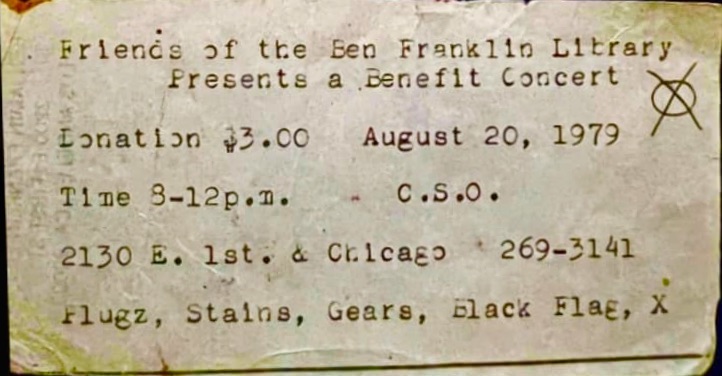 Friends of the Ben Franklin Library
Presents a Benefit Concert
Donation $3.00 August 20, 1979
Time 8-12p.m. - C.S.O.
2130 E. 1st. & Chicago 269-3141
Plugz, Stains, Gears, Black Flag, X